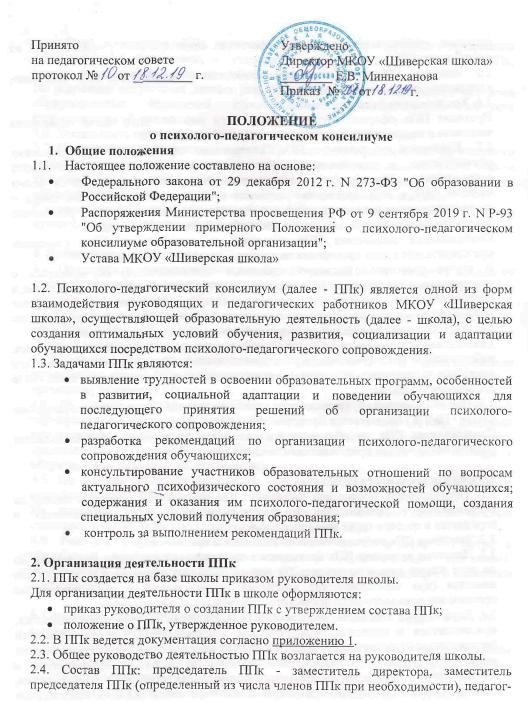 Принято
на педагогическом совете
протокол № 10 от 18.12.19 г.
Утверждено
Директор МКОУ «Шиверская школа»
Е.В. Миннеханова
Приказ № от 18.12.19 г.
ПОЛОЖЕНИЕ
о психолого-педагогическом консилиуме
1. Общие положения
1.1. Настоящее положение составлено на основе:
• Федерального закона от 29 декабря 2012 г. N 273-ФЗ "Об образовании в
Российской Федерации";
• Распоряжения Министерства просвещения РФ от 9 сентября 2019 г. N Р-93
"Об утверждении примерного Положения о психолого-педагогическом
консилиуме образовательной организации";
• Устава МКОУ «Шиверская школа»
1.2. Психолого-педагогический консилиум (далее - ППк) является одной из форм
взаимодействия руководящих и педагогических работников МКОУ «Шиверская
школа», осуществляющей образовательную деятельность (далее - школа), с целью
создания оптимальных условий обучения, развития, социализации и адаптации
обучающихся посредством психолого-педагогического сопровождения.
1.3. Задачами ППк являются:
• выявление трудностей в освоении образовательных программ, особенностей
в развитии, социальной адаптации и поведении обучающихся для
последующего принятия решений об организации психолого-
педагогического сопровождения;
• разработка рекомендаций по организации психолого-педагогического
сопровождения обучающихся;
• консультирование участников образовательных отношений по вопросам
актуального психофизического состояния и возможностей обучающихся;
содержания и оказания им психолого-педагогической помощи, создания
специальных условий получения образования;
• контроль за выполнением рекомендаций ППк.
2. Организация деятельности ППк
2.1. ППк создается на базе школы приказом руководителя школы.
Для организации деятельности ППк в школе оформляются:
• приказ руководителя о создании ППк с утверждением состава ППк;
• положение о ППк, утвержденное руководителем.
2.2. В ППк ведется документация согласно приложению 1.
2.3. Общее руководство деятельностью ППк возлагается на руководителя школы.
2.4. Состав ППк: председатель ППк - заместитель директора, заместитель
председателя ППк (определенный из числа членов ППк при необходимости), педагог-